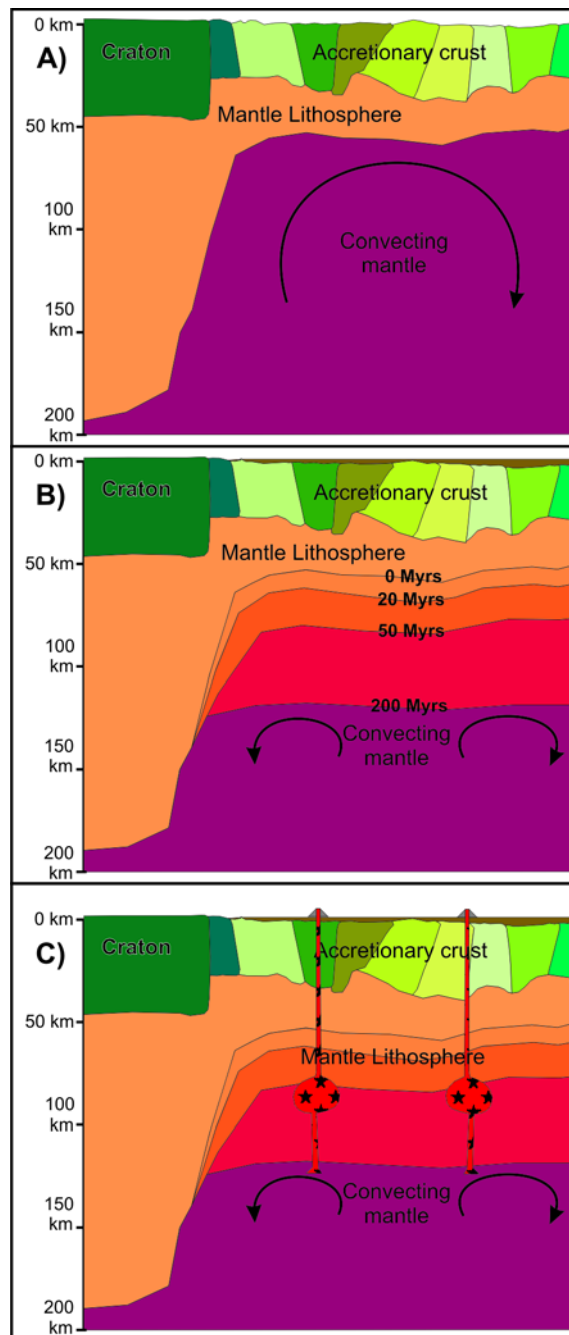 A)
0 km
Craton
Accretionary crust
Mantle Lithosphere
50 km
100
km
Convecting
mantle
150
km
200
km
B)
0 km
Craton
Accretionary crust
Mantle Lithosphere
50 km
0 Myrs
20 Myrs
50 Myrs
100
km
200 Myrs
Convecting
mantle
150
km
200
km
C)
0 km
Craton
Accretionary crust
50 km
Mantle Lithosphere
100
km
Convecting
mantle
150
km
200
km